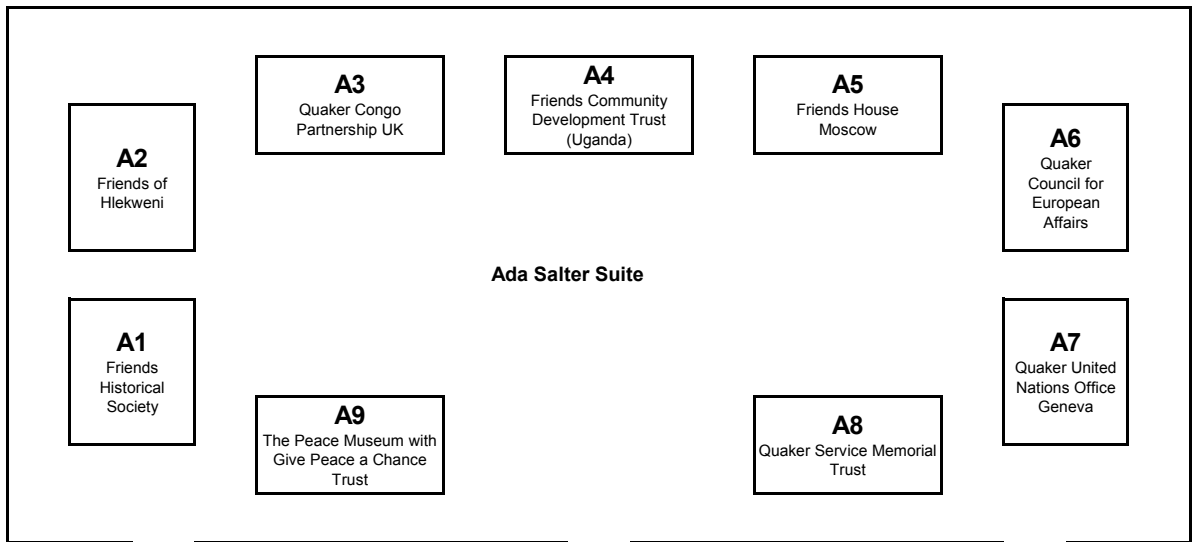 A3
Quaker Congo
Partnership UK
A4
Friends Community
Development Trust
(Uganda)
A5
Friends House
Moscow
A2
Friends of
Hlekweni
A6
Quaker
Council for
European
Affairs
Ada Salter Suite
A1
Friends
Historical
Society
A7
Quaker United
Nations Office
Geneva
A9
The Peace Museum with
Give Peace a Chance
Trust
A8
Quaker Service Memorial
Trust